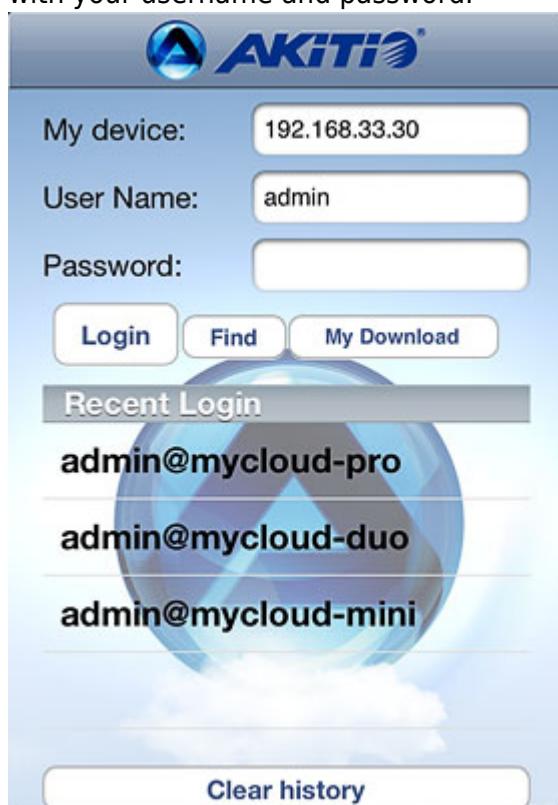 with your username and password.
AKiTiO
My device: 192.168.33.30
User Name: admin
Password:
Login Find My Download
Recent Login
admin@mycloud-pro
admin@mycloud-duo
admin@mycloud-mini
Clear history